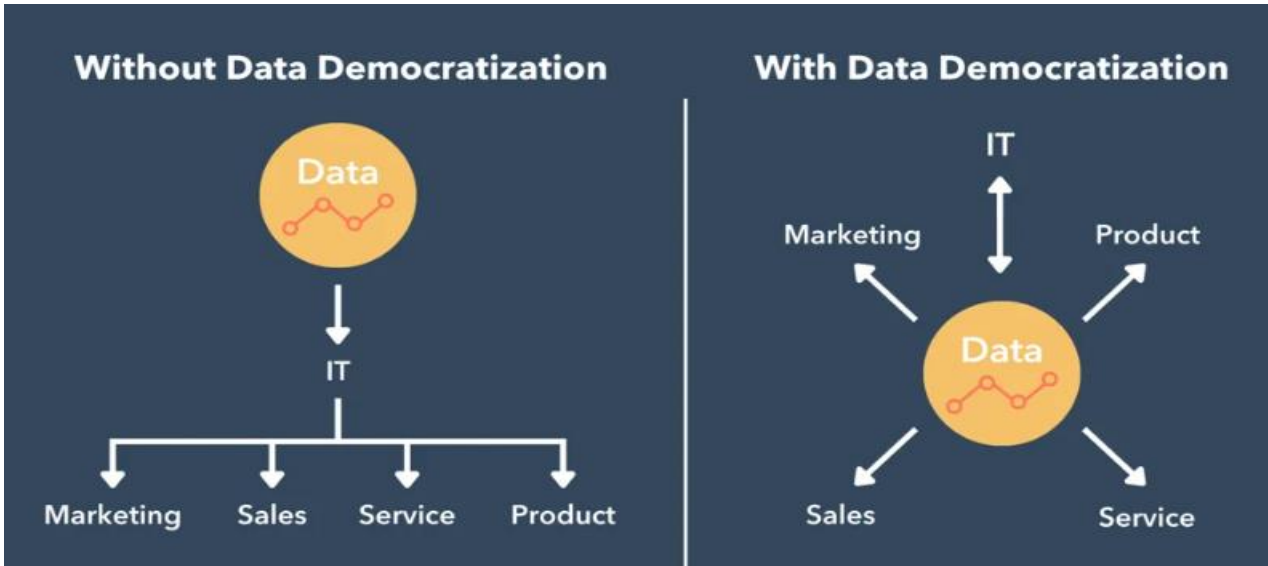 Without Data Democratization
Data
IT
Marketing
Sales
Service
Product
With Data Democratization
IT
Marketing
Product
Data
Sales
Service